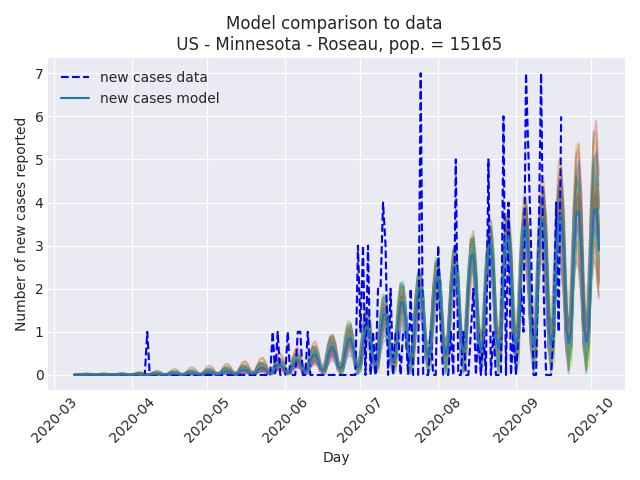 Model comparison to data
US - Minnesota - Roseau, pop. = 15165
new cases data
new cases model
Number of new cases reported
7
6
5
4
3
2
1
0
2020-03
2020-04
2020-05
2020-06
2020-07
2020-08
2020-09
2020-10
Day